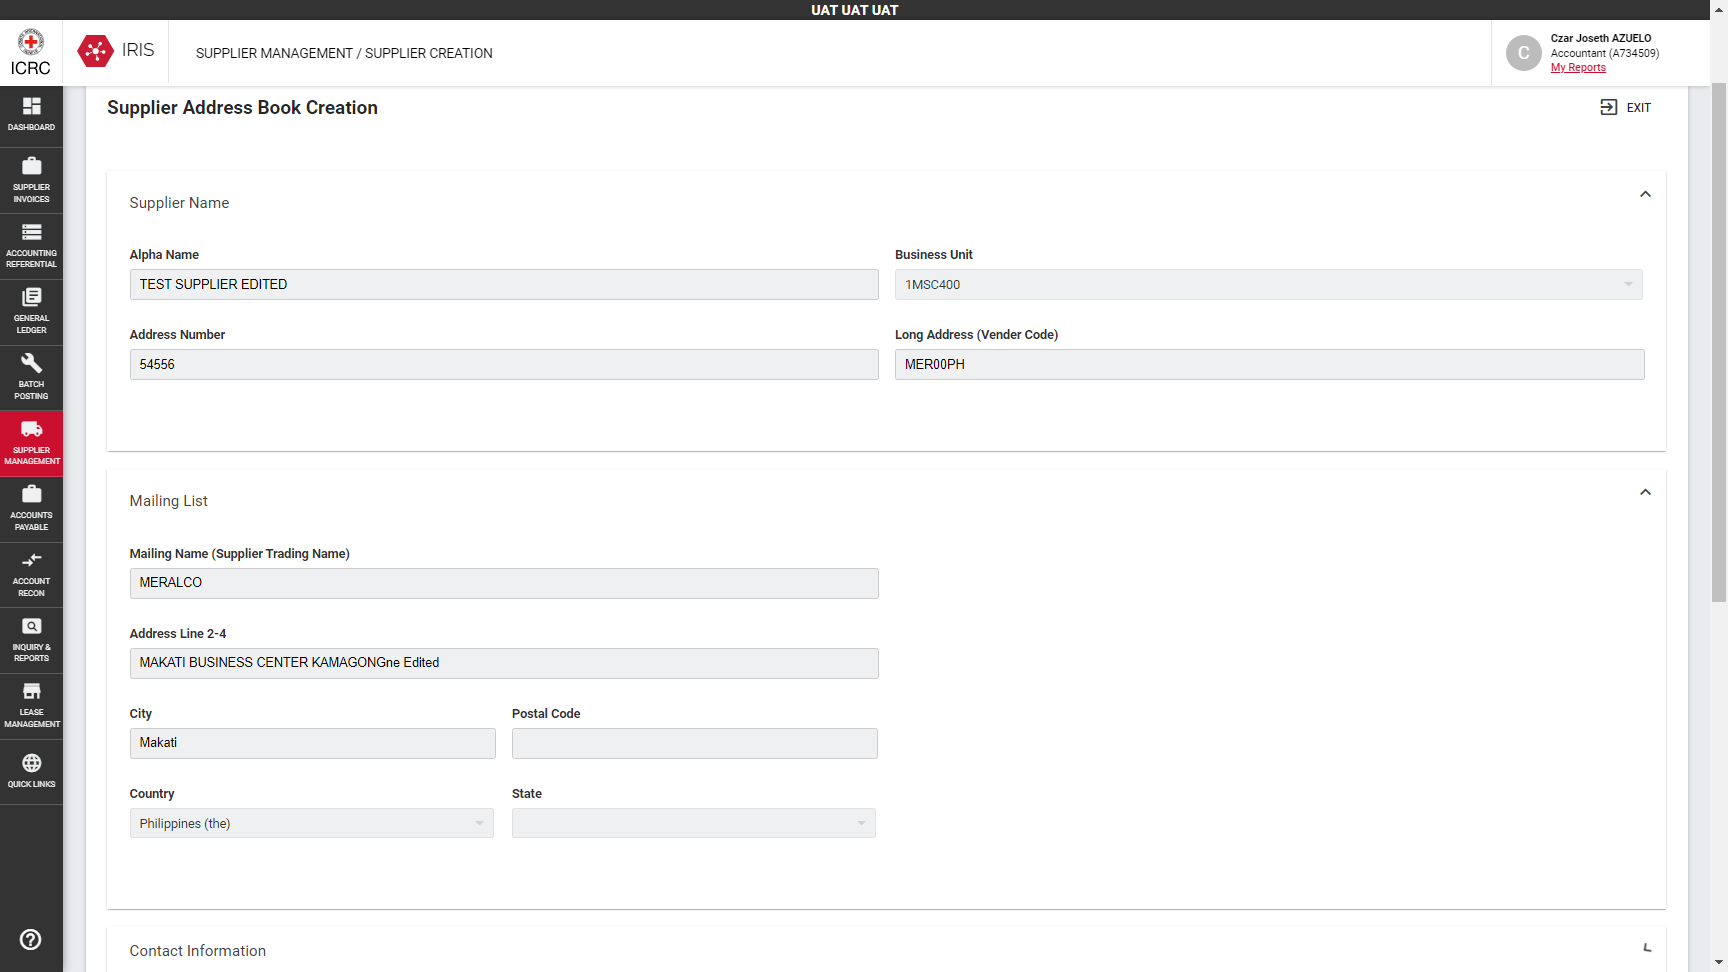 UAT UAT UAT
ICRC
IRIS
SUPPLIER MANAGEMENT / SUPPLIER CREATION
C
Czar Joseth AZUELO
Accountant (A734509)
My Reports
DASHBOARD
SUPPLIER
INVOICES
ACCOUNTING
REFERENTIAL
GENERAL
LEDGER
BATCH
POSTING
SUPPLIER
MANAGEMENT
ACCOUNTS
PAYABLE
ACCOUNT
RECON
INQUIRY &
REPORTS
LEASE
MANAGEMENT
QUICK LINKS
Supplier Address Book Creation
EXIT
Supplier Name
Alpha Name
Business Unit
TEST SUPPLIER EDITED
1MSC400
Address Number
Long Address (Vender Code)
54556
MER00PH
Mailing List
Mailing Name (Supplier Trading Name)
MERALCO
Address Line 2-4
MAKATI BUSINESS CENTER KAMAGONGne Edited
City
Postal Code
Makati
Country
State
Philippines (the)
Contact Information